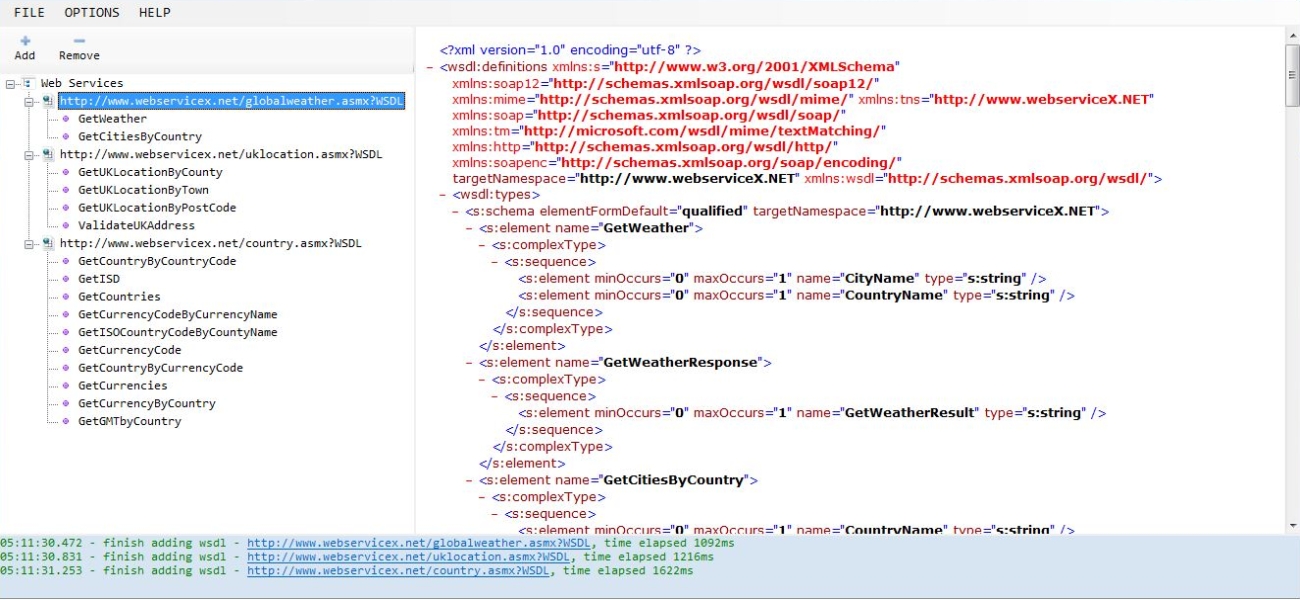 FILE OPTIONS HELP
Add Remove
Web Services
http://www.webservicex.net/globalweather.asmx?WSDL
GetWeather
GetCitiesByCountry
http://www.webservicex.net/uklocation.asmx?WSDL
GetUKLocationByCounty
GetUKLocationByTown
GetUKLocationByPostCode
ValidateUKAddress
http://www.webservicex.net/country.asmx?WSDL
GetCountryByCountryCode
GetISD
GetCountries
GetCurrencyCodeByCurrencyName
GetISOCountryCodeByCountyName
GetCurrencyCode
GetCountryByCurrencyCode
GetCurrencies
GetCurrencyByCountry
GetGMTbyCountry
<?xml version="1.0" encoding="utf-8" ?>
- <wsdl:definitions xmlns:s="http://www.w3.org/2001/XMLSchema"
xmlns:soap12="http://schemas.xmlsoap.org/wsdl/soap12/"
xmlns:mime="http://schemas.xmlsoap.org/wsdl/mime/" xmlns:tns="http://www.webserviceX.NET"
xmlns:soap="http://schemas.xmlsoap.org/wsdl/soap/"
xmlns:tm="http://microsoft.com/wsdl/mime/textMatching/"
xmlns:http="http://schemas.xmlsoap.org/wsdl/http/"
xmlns:soapenc="http://schemas.xmlsoap.org/soap/encoding/"
targetNamespace="http://www.webserviceX.NET" xmlns:wsdl="http://schemas.xmlsoap.org/wsdl/">
- <wsdl:types>
- <s:schema elementFormDefault="qualified" targetNamespace="http://www.webserviceX.NET">
- <s:element name="GetWeather">
- <s:complexType>
- <s:sequence>
<s:element minOccurs="0" maxOccurs="1" name="CityName" type="s:string" />
<s:element minOccurs="0" maxOccurs="1" name="CountryName" type="s:string" />
</s:sequence>
</s:complexType>
</s:element>
- <s:element name="GetWeatherResponse">
- <s:complexType>
- <s:sequence>
<s:element minOccurs="0" maxOccurs="1" name="GetWeatherResult" type="s:string" />
</s:sequence>
</s:complexType>
</s:element>
- <s:element name="GetCitiesByCountry">
- <s:complexType>
- <s:sequence>
<s:element minOccurs="0" maxOccurs="1" name="CountryName" type="s:string" />
05:11:30.472 - finish adding wsdl - http://www.webservicex.net/globalweather.asmx?WSDL, time elapsed 1092ms
05:11:30.831 - finish adding wsdl - http://www.webservicex.net/uklocation.asmx?WSDL, time elapsed 1216ms
05:11:31.253 - finish adding wsdl - http://www.webservicex.net/country.asmx?WSDL, time elapsed 1622ms